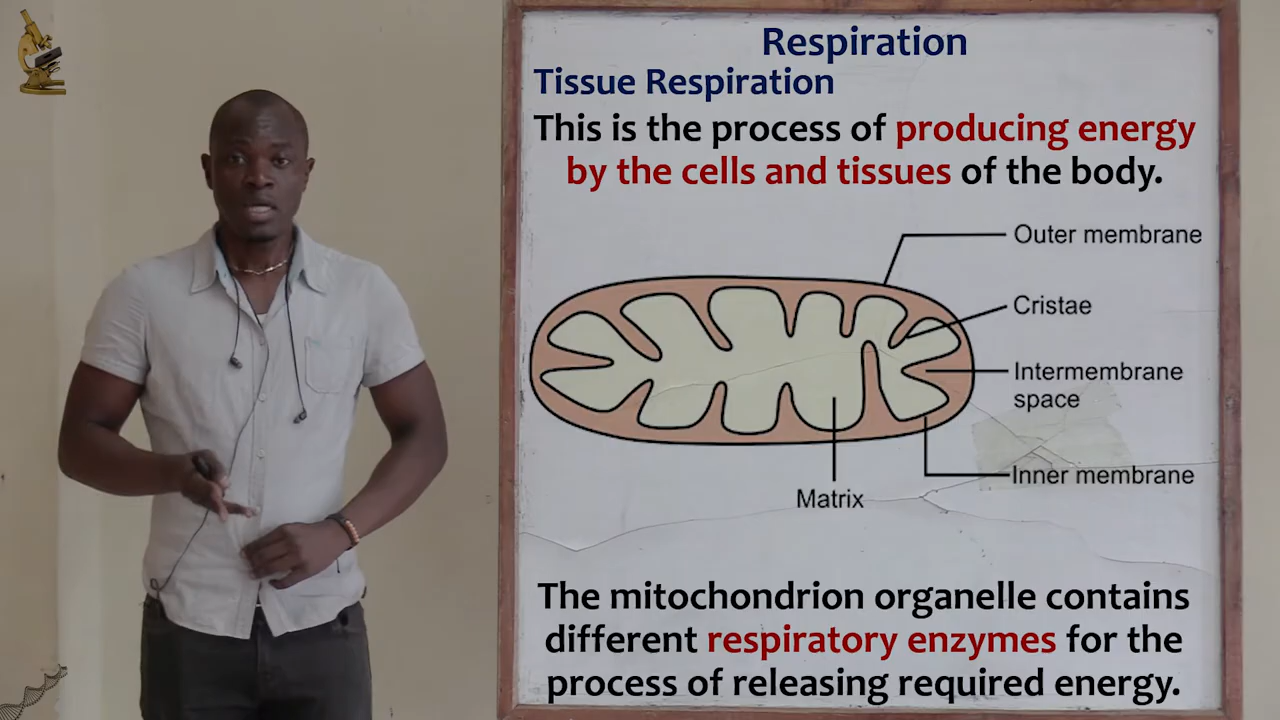 Respiration
Tissue Respiration
This is the process of producing energy
by the cells and tissues of the body.
Outer membrane
Cristae
Intermembrane
space
Inner membrane
Matrix
The mitochondrion organelle contains
different respiratory enzymes for the
process of releasing required energy.